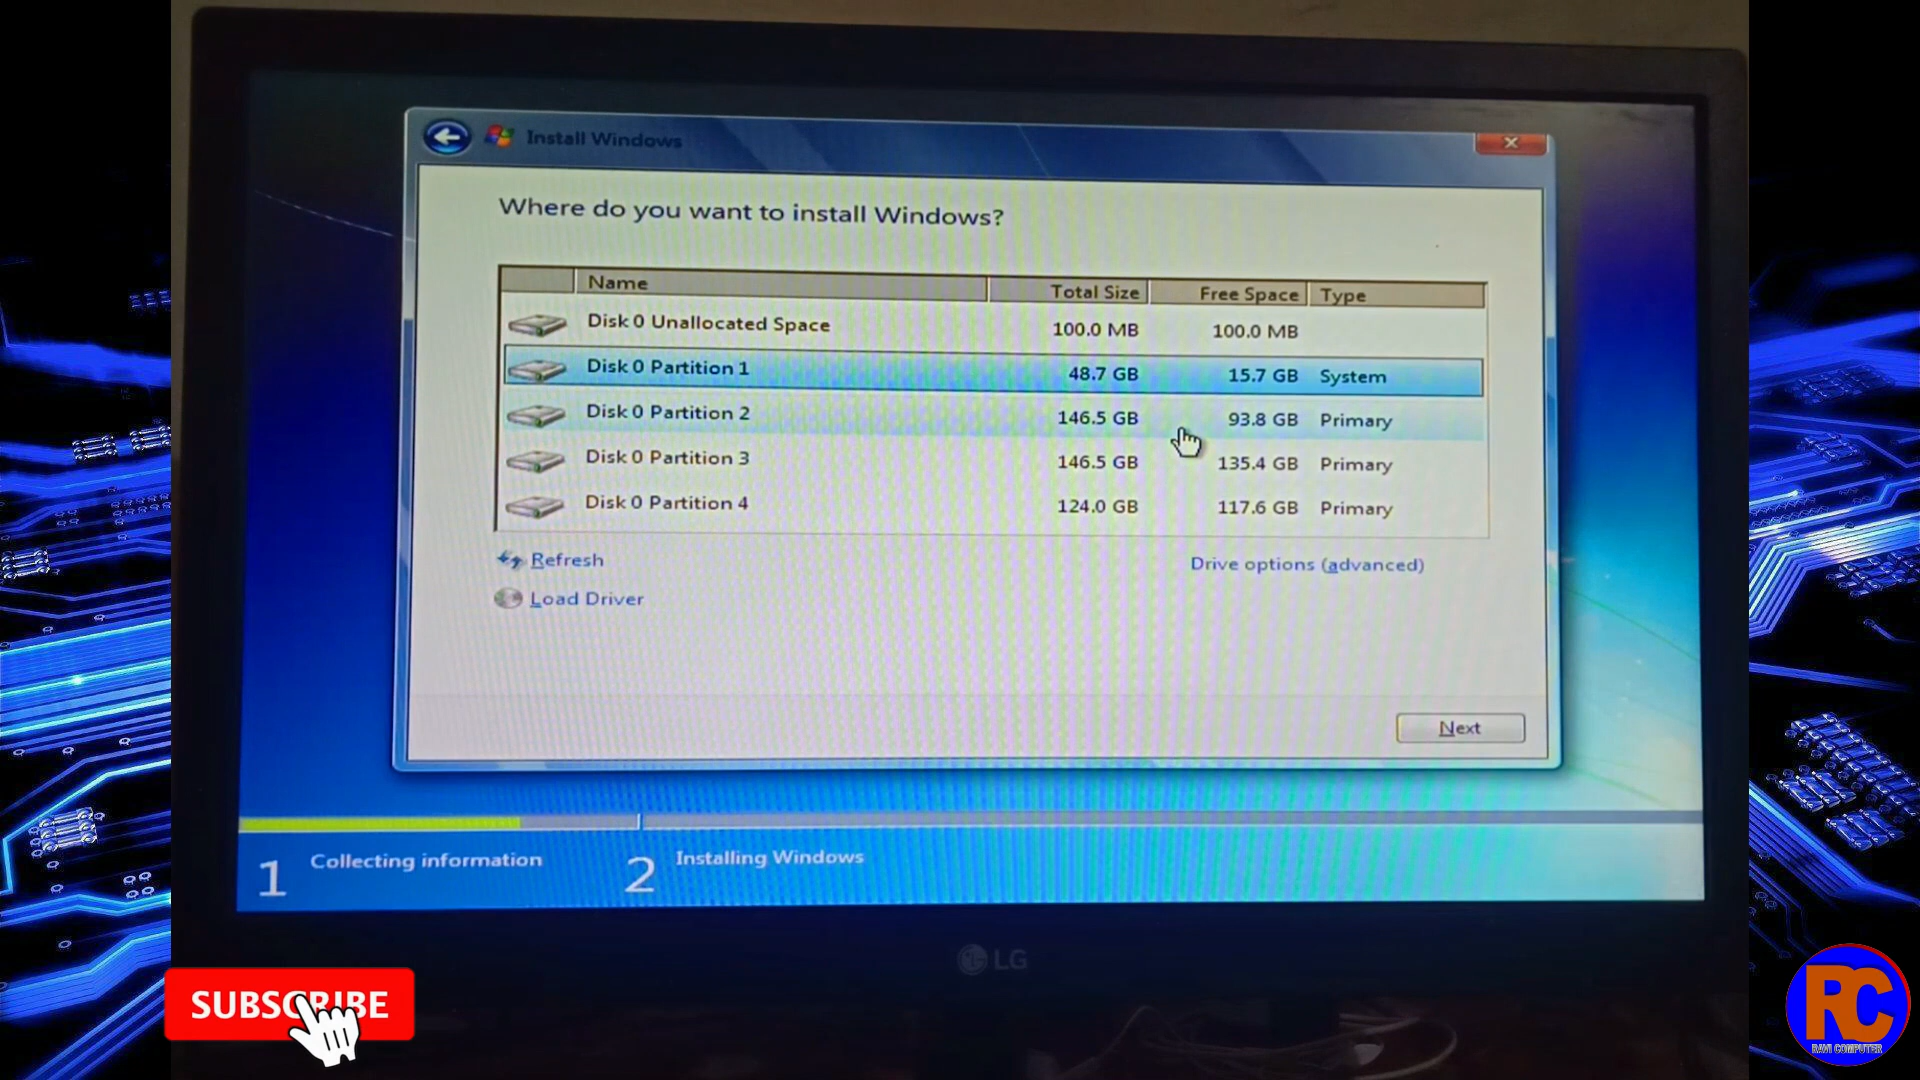 Install Windows
Where do you want to install Windows?
Name Total Size Free Space Type
Disk 0 Unallocated Space 100.0 MB 100.0 MB
Disk 0 Partition 1 48.7 GB 15.7 GB System
Disk 0 Partition 2 146.5 GB 93.8 GB Primary
Disk 0 Partition 3 146.5 GB 135.4 GB Primary
Disk 0 Partition 4 124.0 GB 117.6 GB Primary
Refresh Drive options (advanced)
Load Driver
Next
1 Collecting information 2 Installing Windows
LG
SUBSCRIBE
RC
RAVI COMPUTER